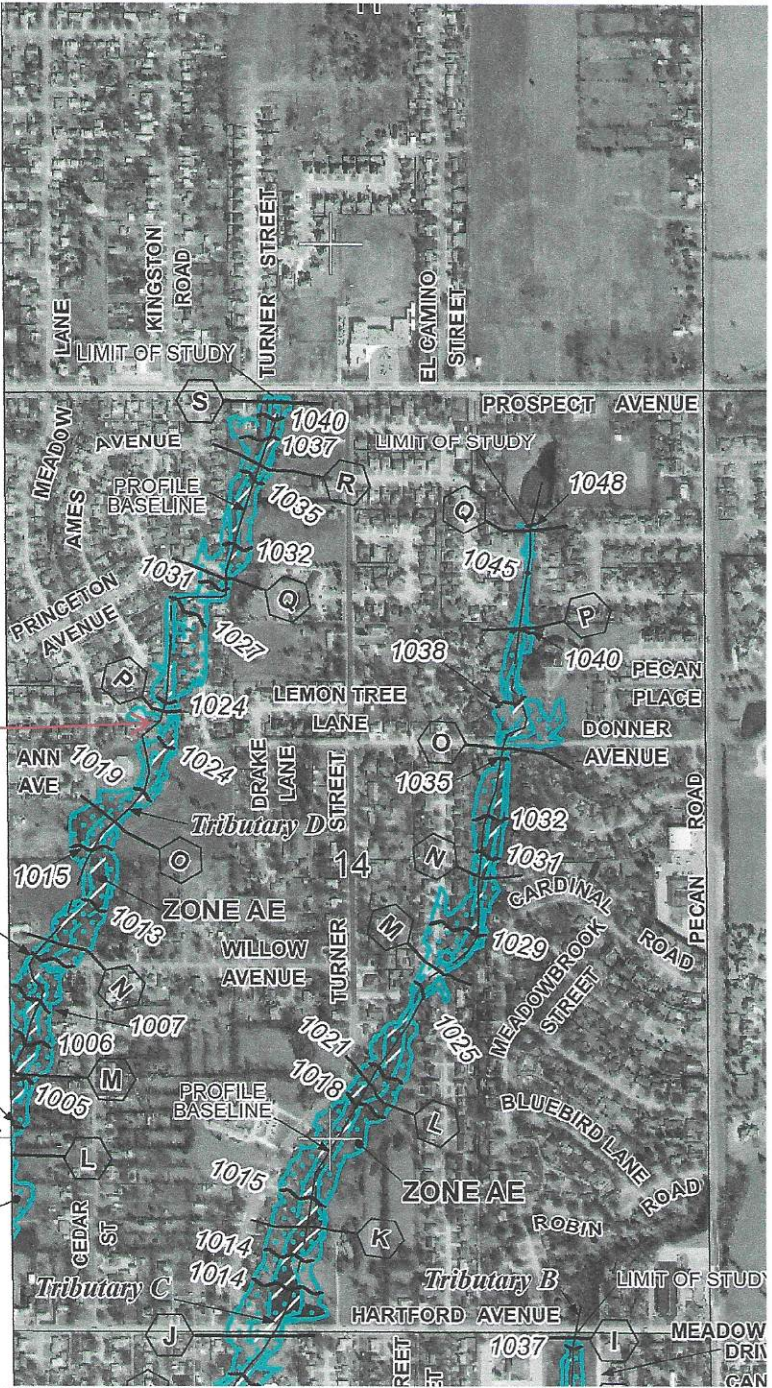 11
LANE
KINGSTON
ROAD
TURNER STREET
EL CAMINO
STREET
LIMIT OF STUDY
S
1040
PROSPECT AVENUE
MEADOW
AVENUE
1037
LIMIT OF STUDY
AMES
PROFILE
BASELINE
R
1035
1048
Q
1032
1045
1031
Q
PRINCETON
AVENUE
1027
P
1038
1040
PECAN
PLACE
P
1024
LEMON TREE
LANE
DONNER
AVENUE
O
1035
ANN
AVE
1019
1024
DRAKE
LANE
STREET
Tributary D
1032
PECAN ROAD
O
N
1031
1015
14
CARDINAL
ROAD
ZONE AE
1013
M
1029
WILLOW
AVENUE
TURNER
N
MEADOWBROOK
STREET
1007
1025
1006
1021
M
1018
1005
PROFILE
BASELINE
L
BLUEBIRD LANE
L
1015
ZONE AE
ROAD
CEDAR
ST
K
ROBIN
1014
1014
Tributary C
Tributary B
LIMIT OF STUDY
HARTFORD AVENUE
J
1037
I
MEADOW
DRIV
REET
ET
CAN